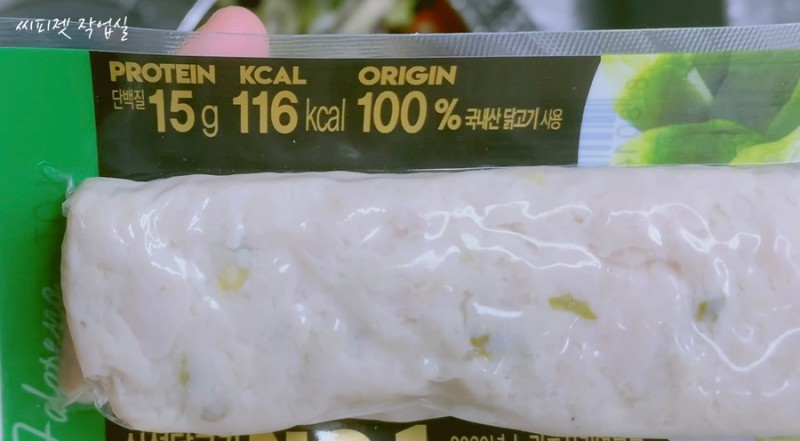 씨피젯 작업실
PROTEIN KCAL ORIGIN
단백질 15 g 116 kcal 100 % 국내산 닭고기 사용